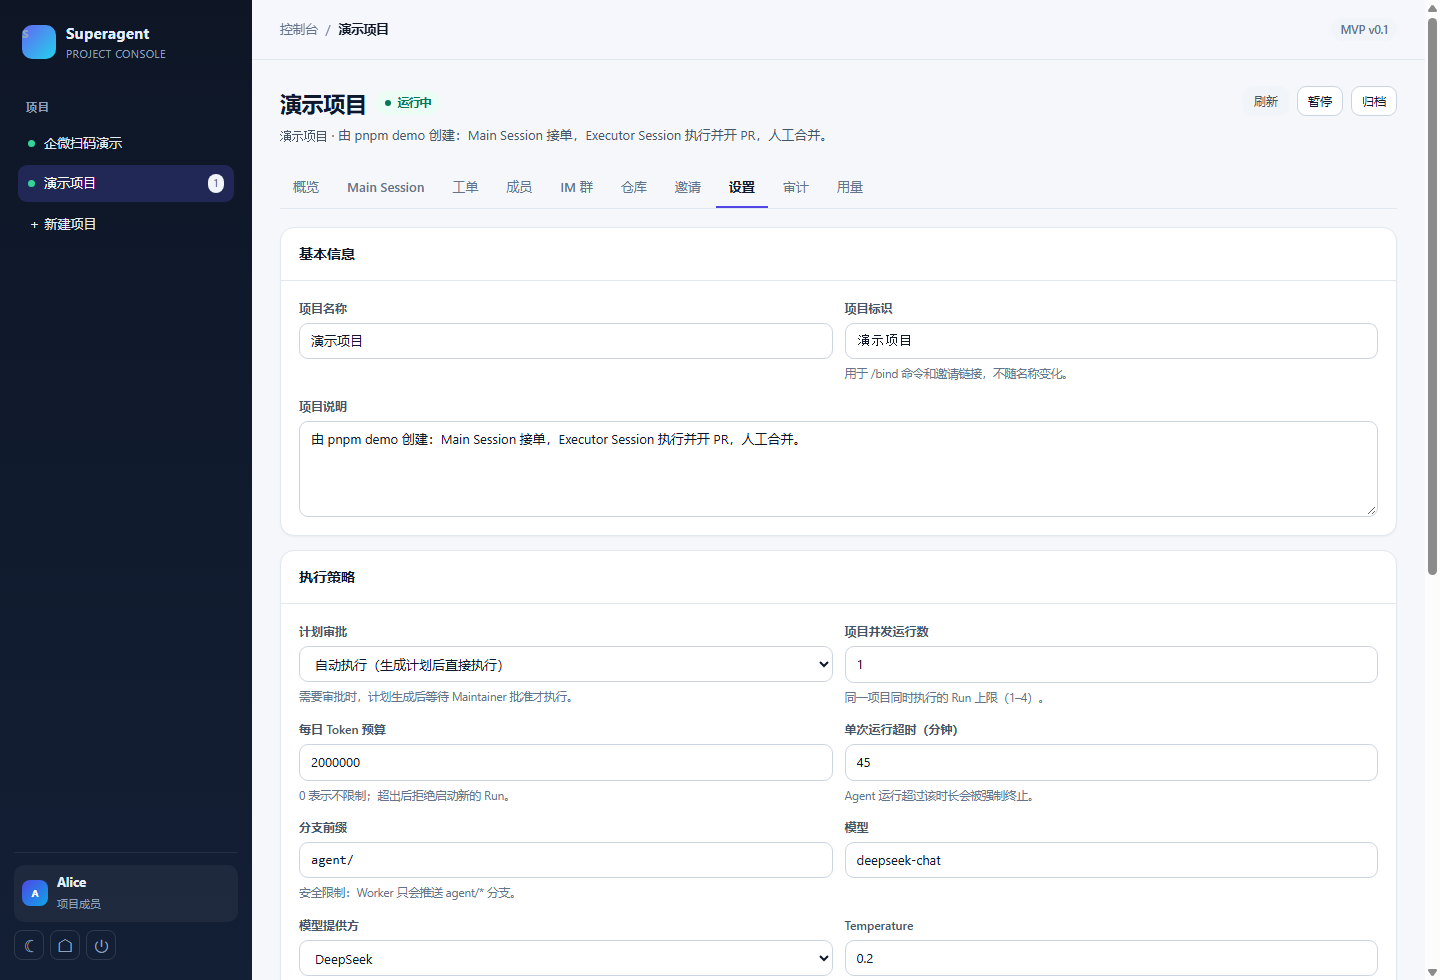 Superagent
PROJECT CONSOLE
项目
企微扫码演示
演示项目 1
+ 新建项目
Alice
项目成员
A
控制台 / 演示项目
MVP v0.1
演示项目
运行中
刷新
暂停
归档
演示项目 · 由 pnpm demo 创建：Main Session 接单，Executor Session 执行并开 PR，人工合并。
概览 Main Session 工单 成员 IM 群 仓库 邀请 设置 审计 用量
基本信息
项目名称
演示项目
项目标识
演示项目
用于 /bind 命令和邀请链接，不随名称变化。
项目说明
由 pnpm demo 创建：Main Session 接单，Executor Session 执行并开 PR，人工合并。
执行策略
计划审批
自动执行（生成计划后直接执行）
需要审批时，计划生成后等待 Maintainer 批准才执行。
项目并发运行数
1
同一项目同时执行的 Run 上限（1–4）。
每日 Token 预算
2000000
0 表示不限制；超出后拒绝启动新的 Run。
单次运行超时（分钟）
45
Agent 运行超过该时长会被强制终止。
分支前缀
agent/
安全限制：Worker 只会推送 agent/* 分支。
模型
deepseek-chat
模型提供方
DeepSeek
Temperature
0.2